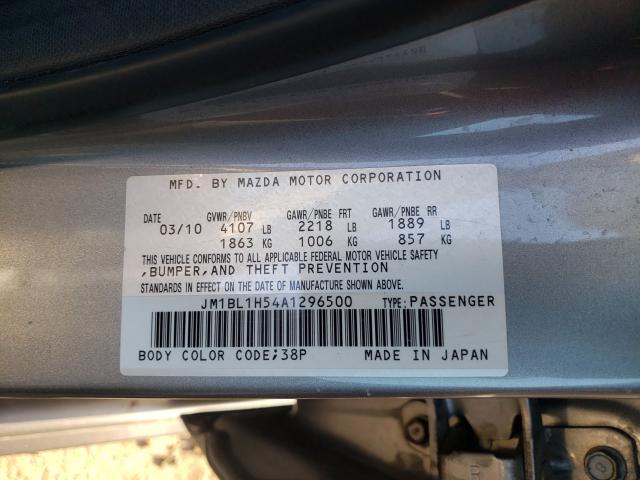 MFD. BY MAZDA MOTOR CORPORATION
DATE GVWR/PNBV GAWR/PNBE FRT GAWR/PNBE RR
03/10 4107 LB 2218 LB 1889 LB
1863 KG 1006 KG 857 KG
THIS VEHICLE CONFORMS TO ALL APPLICABLE FEDERAL MOTOR VEHICLE SAFETY
,BUMPER,AND THEFT PREVENTION
STANDARDS IN EFFECT ON THE DATE OF MANUFACTURE SHOWN ABOVE.
JM1BL1H54A1296500 TYPE:PASSENGER
BODY COLOR CODE;38P MADE IN JAPAN